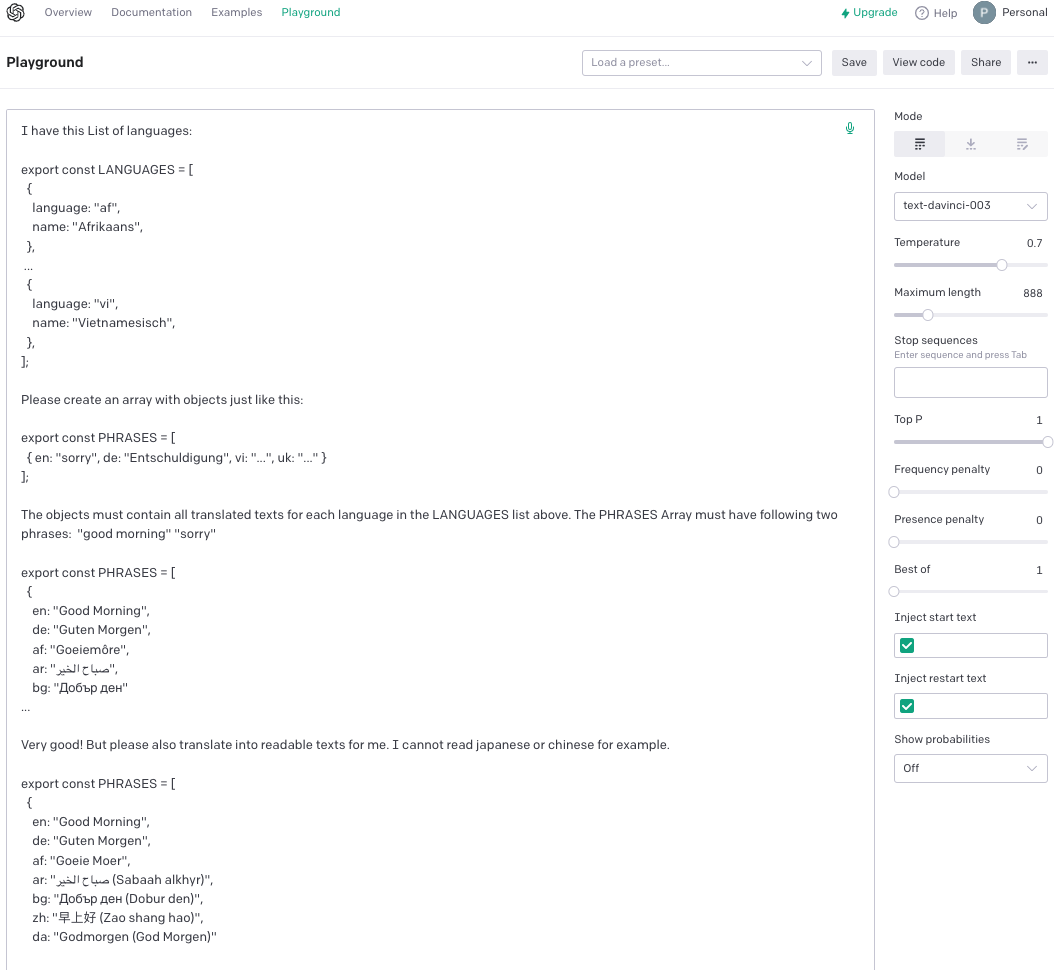 Overview Documentation Examples Playground Upgrade Help P Personal
Playground Load a preset... Save View code Share ...
I have this List of languages:
export const LANGUAGES = [
{
language: "af",
name: "Afrikaans",
},
...
{
language: "vi",
name: "Vietnamesisch",
},
];
Please create an array with objects just like this:
export const PHRASES = [
{ en: "sorry", de: "Entschuldigung", vi: "...", uk: "..." }
];
The objects must contain all translated texts for each language in the LANGUAGES list above. The PHRASES Array must have following two
phrases:  "good morning" "sorry"
export const PHRASES = [
{
en: "Good Morning",
de: "Guten Morgen",
af: "Goeiemôre",
ar: "صباح الخير",
bg: "Добър ден"
...
Very good! But please also translate into readable texts for me. I cannot read japanese or chinese for example.
export const PHRASES = [
{
en: "Good Morning",
de: "Guten Morgen",
af: "Goeie Moer",
ar: "صباح الخير (Sabaah alkhyr)",
bg: "Добър ден (Dobur den)",
zh: "早上好 (Zao shang hao)",
da: "Godmorgen (God Morgen)"
Mode
Model
text-davinci-003
Temperature 0.7
Maximum length 888
Stop sequences
Enter sequence and press Tab
Top P 1
Frequency penalty 0
Presence penalty 0
Best of 1
Inject start text
Inject restart text
Show probabilities
Off